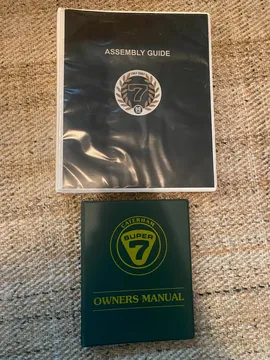 ASSEMBLY GUIDE
7
CATERHAM
SUPER
7
OWNERS MANUAL